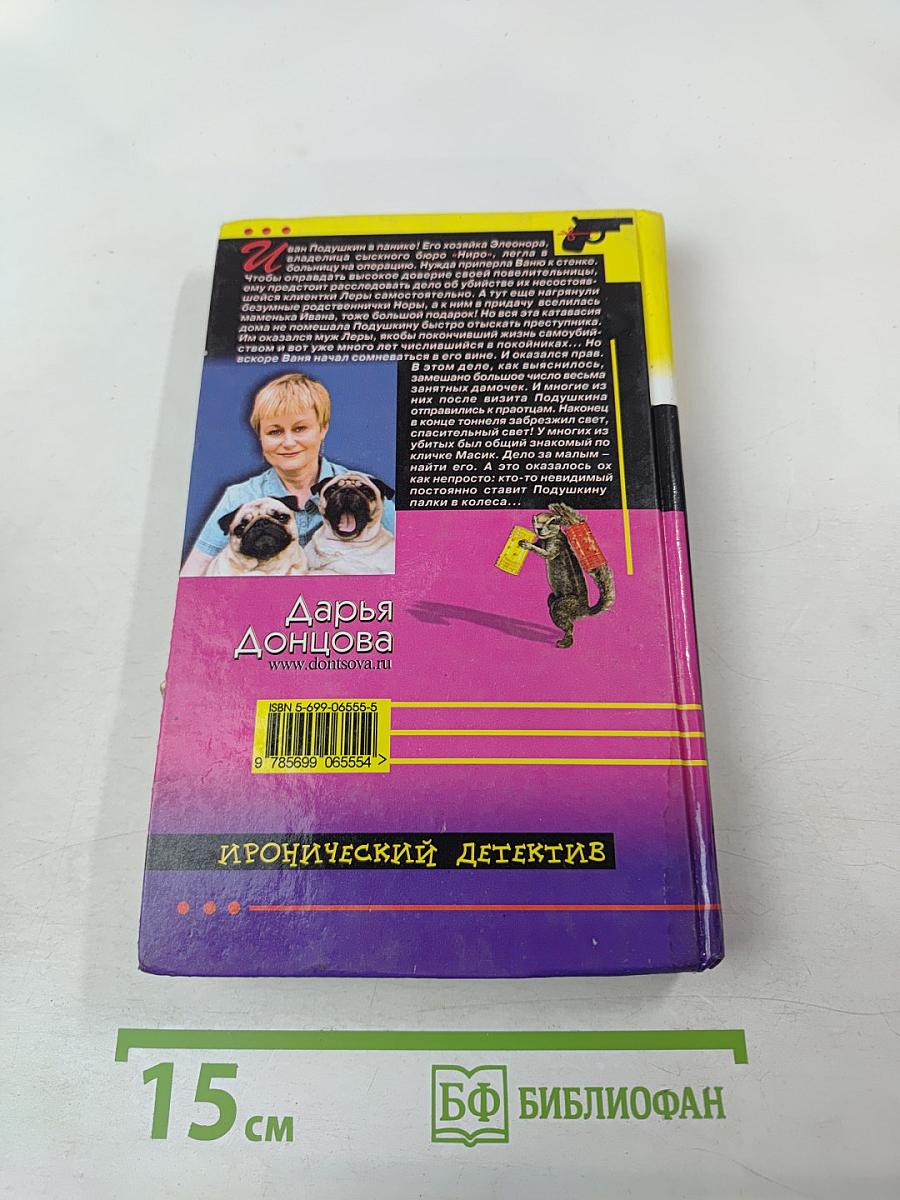 Иван Подушкин в панике! Его хозяйка Элеонора,
владелица сыскного бюро «Ниро», легла в
больницу на операцию. Нужда приперла Ваню к стенке.
Чтобы оправдать высокое доверие своей повелительницы,
ему предстоит расследовать дело об убийстве их несостояв-
шейся клиентки Леры самостоятельно. А тут еще нагрянули
безумные родственнички Норы, а к ним в придачу вселилась
маменька Ивана, тоже большой подарок! Но вся эта катавасия
дома не помешала Подушкину быстро отыскать преступника.
Им оказался муж Леры, якобы покончивший жизнь самоубий-
ством и вот уже много лет числившийся в покойниках... Но
вскоре Ваня начал сомневаться в его вине. И оказался прав.
В этом деле, как выяснилось,
замешано большое число весьма
занятных дамочек. И многие из
них после визита Подушкина
отправились к праотцам. Наконец
в конце тоннеля забрезжил свет,
спасительный свет! У многих из
убитых был общий знакомый по
кличке Масик. Дело за малым –
найти его. А это оказалось ох
как непросто: кто-то невидимый
постоянно ставит Подушкину
палки в колеса...
Дарья
Донцова
www.dontsova.ru
ISBN 5-699-06555-5
9 785699 065554 >
ИРОНИЧЕСКИЙ ДЕТЕКТИВ
15 см
БФ БИБЛИОФАН